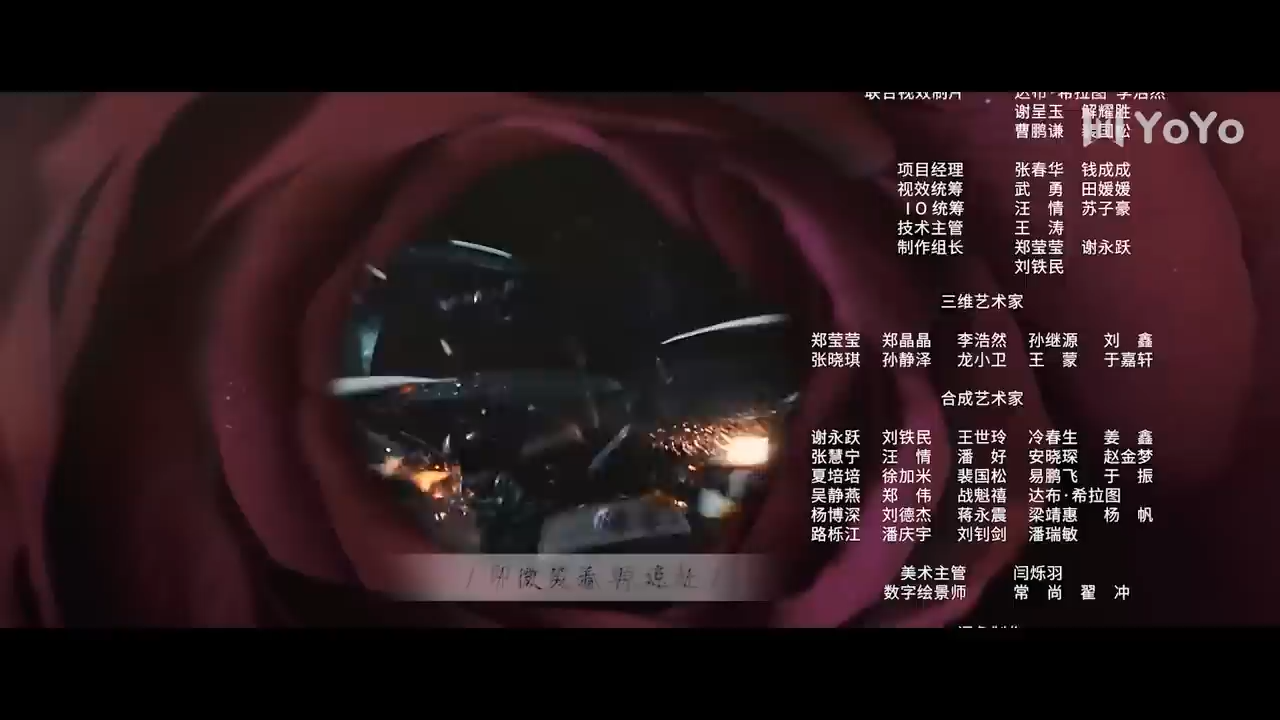 谢呈玉 解耀胜
曹鹏谦 裴国松
YoYo
项目经理 张春华 钱成成
视效统筹 武 勇 田媛媛
IO统筹 汪 情 苏子豪
技术主管 王 涛
制作组长 郑莹莹 谢永跃
刘铁民
三维艺术家
郑莹莹 郑晶晶 李浩然 孙继源 刘 鑫
张晓琪 孙静泽 龙小卫 王 蒙 于嘉轩
合成艺术家
谢永跃 刘铁民 王世玲 冷春生 姜 鑫
张慧宁 汪 情 潘 好 安晓琛 赵金梦
夏培培 徐加米 裴国松 易鹏飞 于 振
吴静燕 郑 伟 战魁禧 达布·希拉图
杨博深 刘德杰 蒋永震 梁靖惠 杨 帆
路栎江 潘庆宇 刘钊剑 潘瑞敏
美术主管 闫烁羽
数字绘景师 常 尚 翟 冲